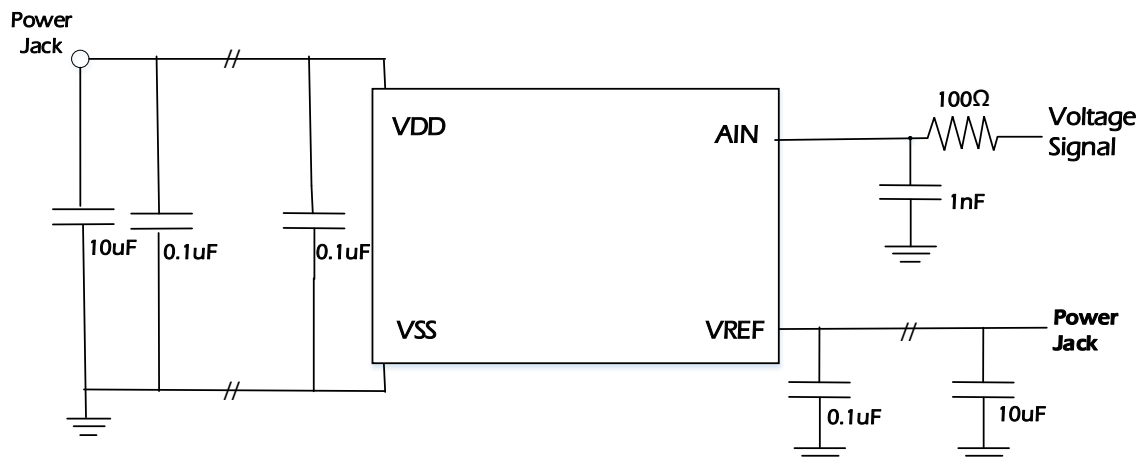 Power
Jack
10uF
0.1uF
0.1uF
VDD
VSS
AIN
VREF
100Ω
Voltage
Signal
1nF
Power
Jack
0.1uF
10uF